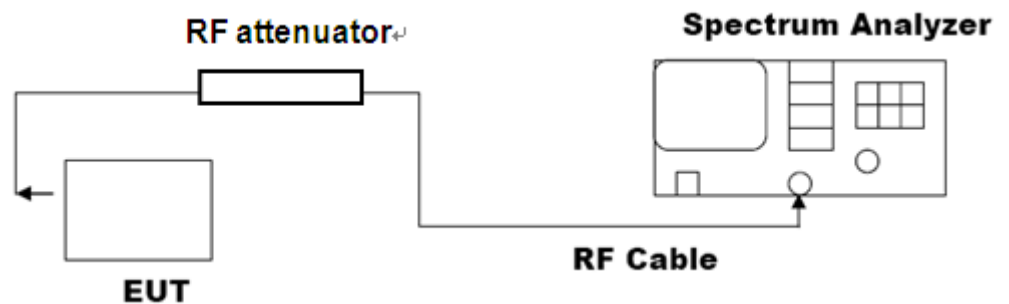 RF attenuator↵
Spectrum Analyzer
RF Cable
EUT